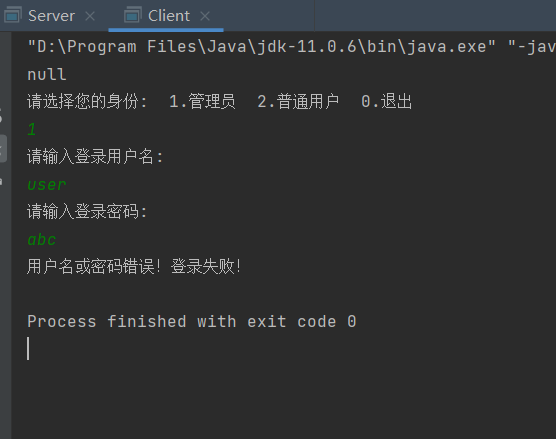 Server Client
"D:\Program Files\Java\jdk-11.0.6\bin\java.exe" "-jav
null
请选择您的身份: 1.管理员 2.普通用户 0.退出
1
请输入登录用户名:
user
请输入登录密码:
abc
用户名或密码错误! 登录失败!
Process finished with exit code 0